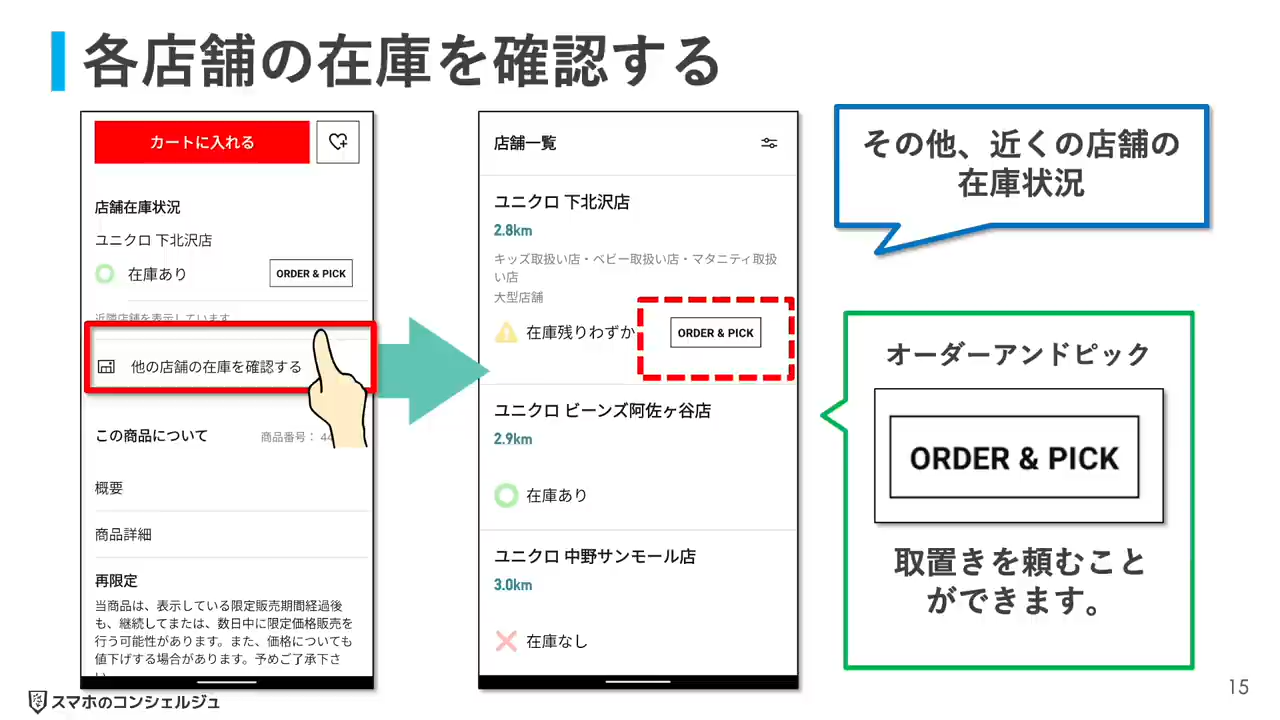 各店舗の在庫を確認する
カートに入れる
店舗在庫状況
ユニクロ 下北沢店
在庫あり
ORDER & PICK
近隣店舗を表示しています
他の店舗の在庫を確認する
この商品について
商品番号：
概要
商品詳細
再限定
当商品は、表示している限定販売期間経過後
も、継続してまたは、数日中に限定価格販売を
行う可能性があります。また、価格についても
値下げする場合があります。予めご了承下さ
店舗一覧
ユニクロ 下北沢店
2.8km
キッズ取扱い店・ベビー取扱い店・マタニティ取扱
い店
大型店舗
在庫残りわずか
ORDER & PICK
ユニクロ ビーンズ阿佐ヶ谷店
2.9km
在庫あり
ユニクロ 中野サンモール店
3.0km
在庫なし
その他、近くの店舗の
在庫状況
オーダーアンドピック
ORDER & PICK
取置きを頼むこと
ができます。
スマホのコンシェルジュ
15